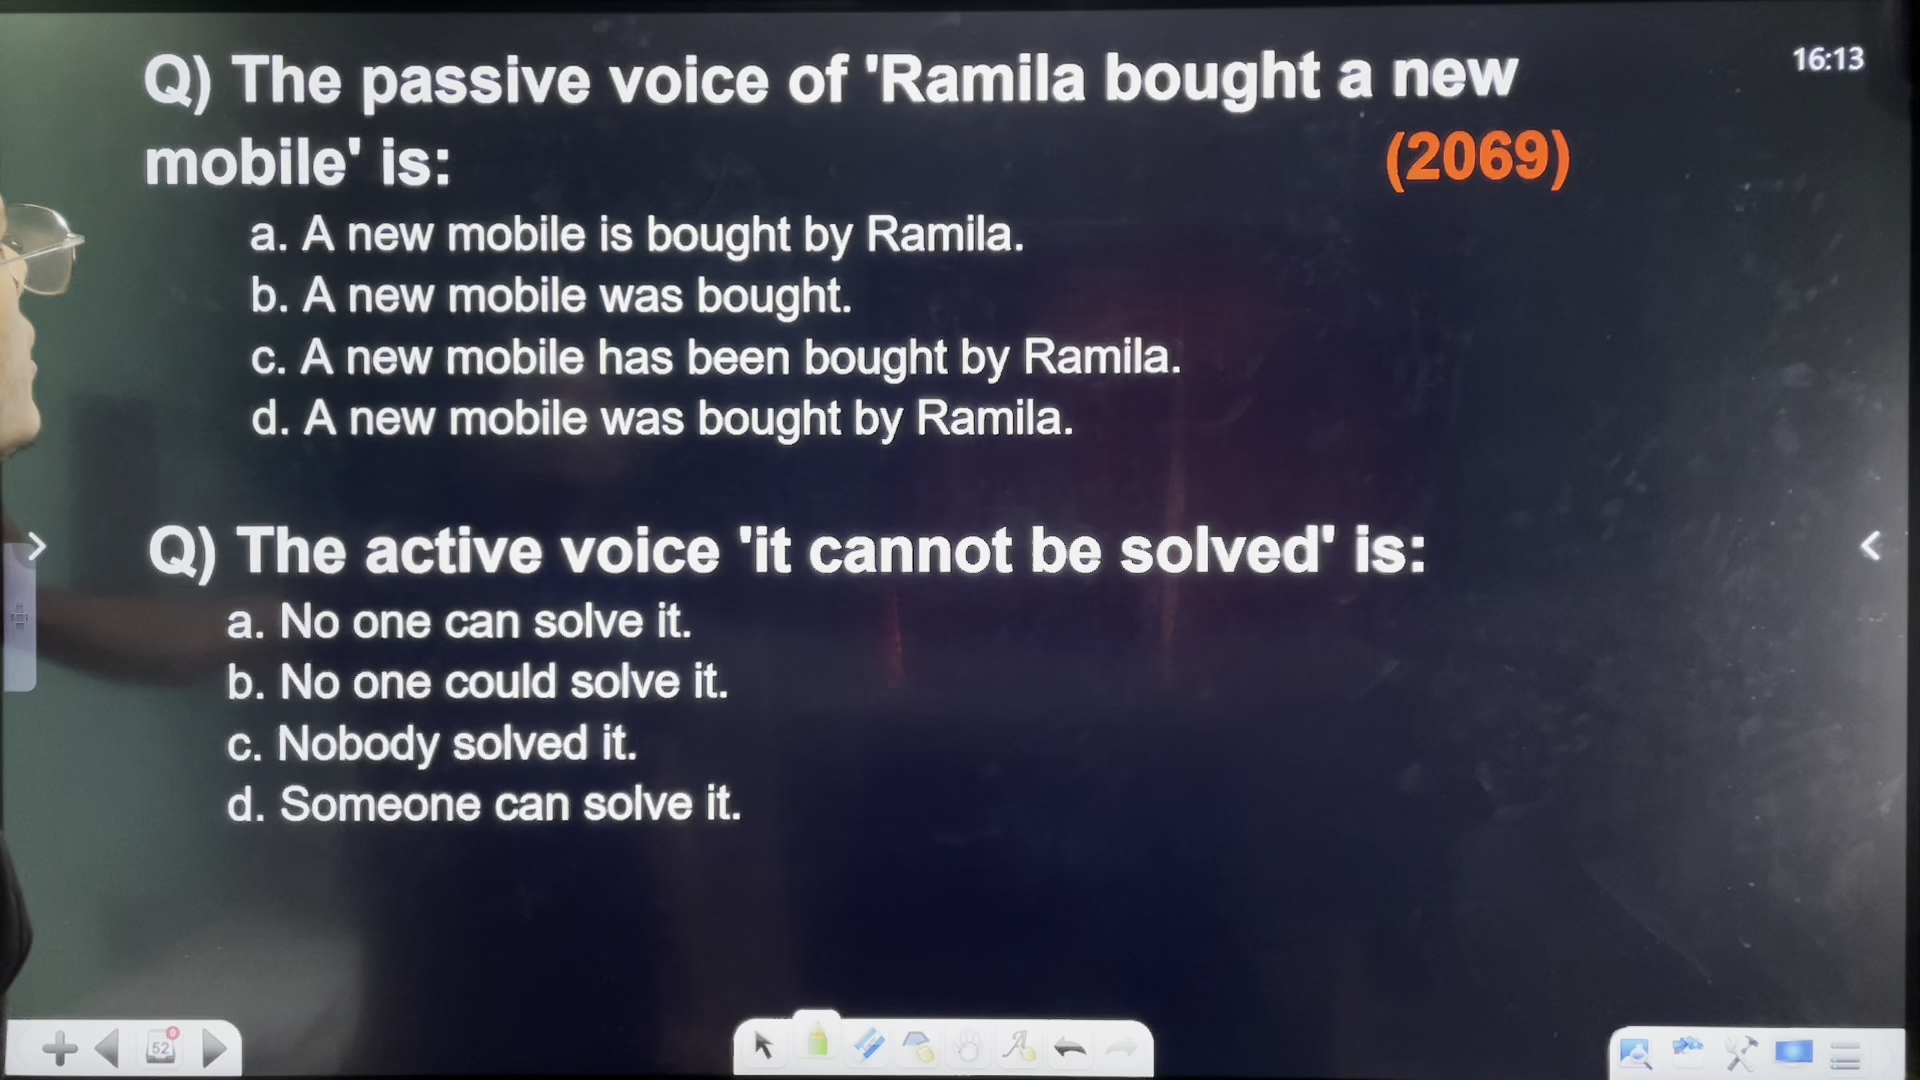 16:13
Q) The passive voice of 'Ramila bought a new
mobile' is: (2069)
a. A new mobile is bought by Ramila.
b. A new mobile was bought.
c. A new mobile has been bought by Ramila.
d. A new mobile was bought by Ramila.
Q) The active voice 'it cannot be solved' is:
a. No one can solve it.
b. No one could solve it.
c. Nobody solved it.
d. Someone can solve it.
52